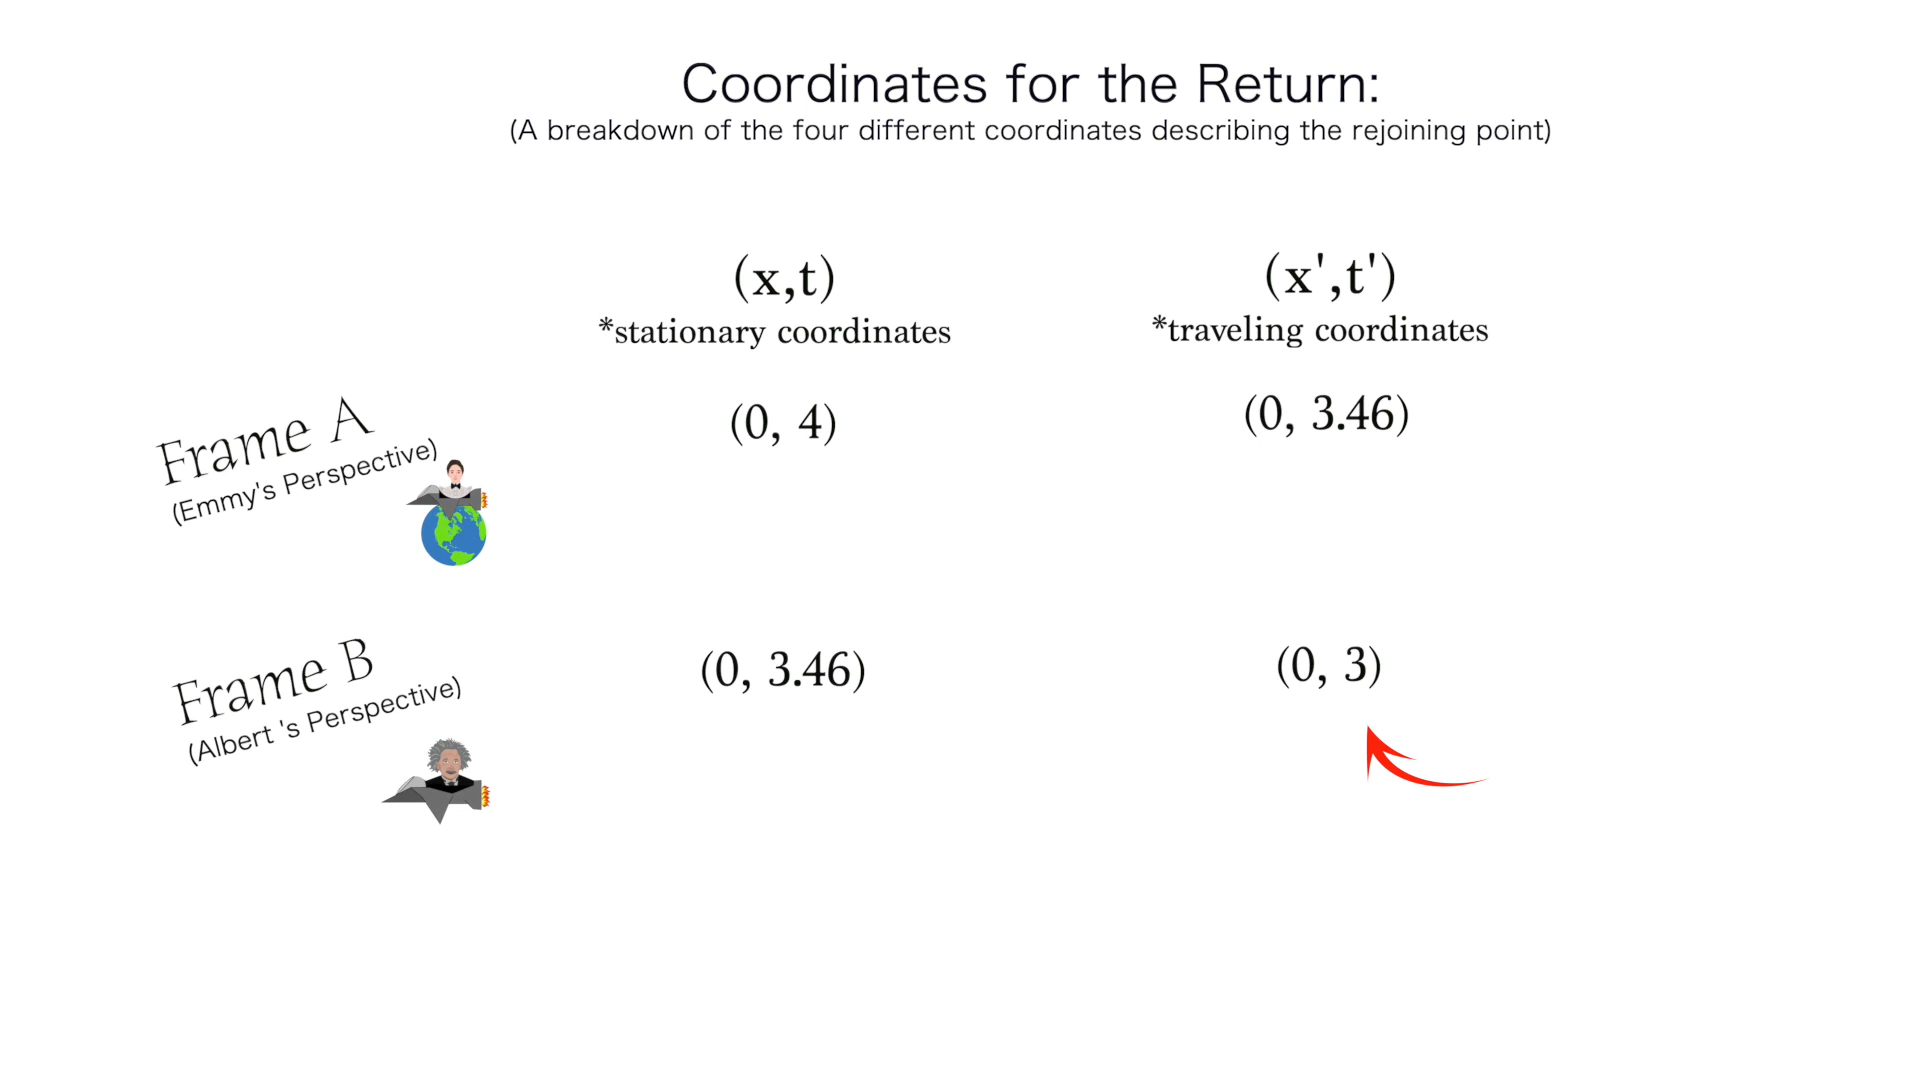 Coordinates for the Return:
(A breakdown of the four different coordinates describing the rejoining point)
(x,t)
(x',t')
*stationary coordinates
*traveling coordinates
Frame A
(Emmy's Perspective)
(0, 4)
(0, 3.46)
Frame B
(Albert 's Perspective)
(0, 3.46)
(0, 3)